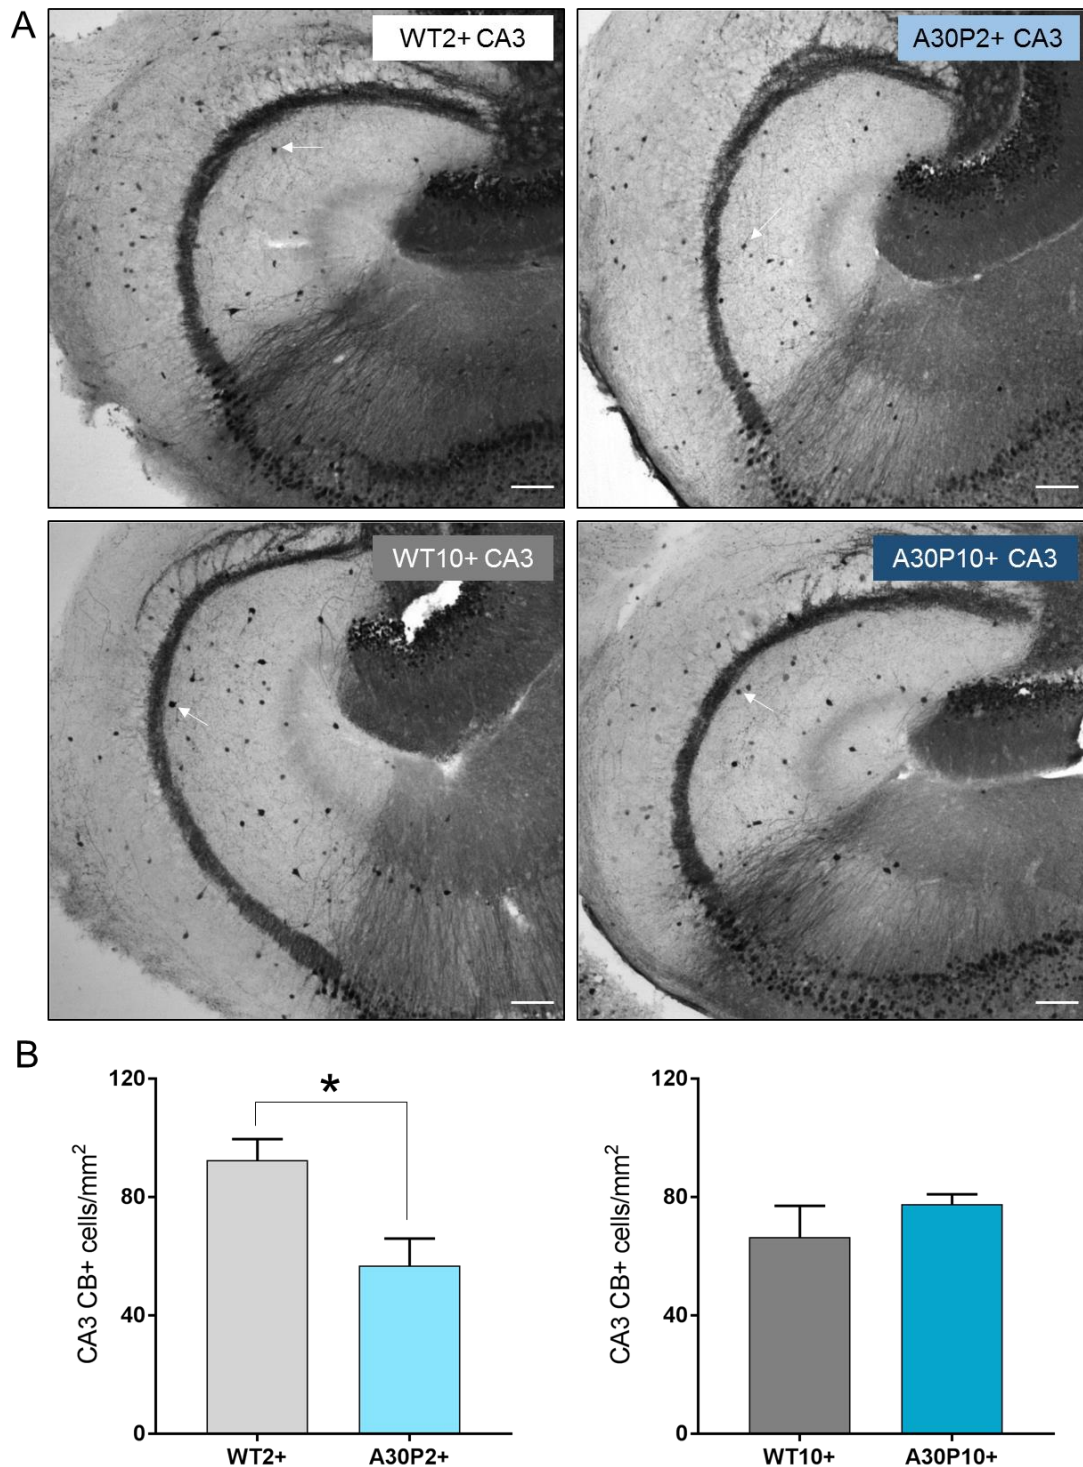 A
WT2+ CA3
A30P2+ CA3
WT10+ CA3
A30P10+ CA3
B
CA3 CB+ cells/mm²
120
80
40
0
*
WT2+
A30P2+
CA3 CB+ cells/mm²
120
80
40
0
WT10+
A30P10+